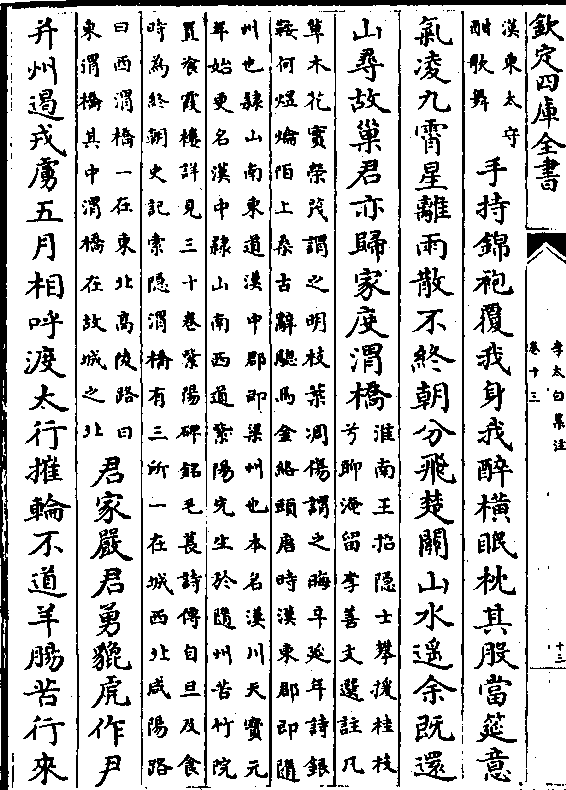 欽定四庫全書
李太白集注
卷十三
十三
漢東太守
酣歌舞
手持錦袍覆我身我醉橫眠枕其股當筵意
氣凌九霄星離雨散不終朝分飛楚關山水遥余既還
山尋故巢君亦歸家度渭橋
淮南王招隱士攀援桂枝
兮聊淹留李善文選註凡
草木花實榮茂謂之明枝葉凋傷謂之晦辛延年詩銀
鞍何煜爚陌上桑古辭驄馬金絡頭唐時漢東郡即隨
州也隷山南東道漢中郡即梁州也本名漢川天寳元
年始更名漢中隷山南西道紫陽先生於隨州苦竹院
置飡霞樓詳見三十卷紫陽碑銘毛萇詩傳自旦及食
時為終朝史記索隱渭橋有三所一在城西北咸陽路
曰西渭橋一在東北高陵路曰
東渭橋其中渭橋在故城之北
君家嚴君勇貔虎作尹
并州遏戎虜五月相呼渡太行摧輪不道羊腸苦行來